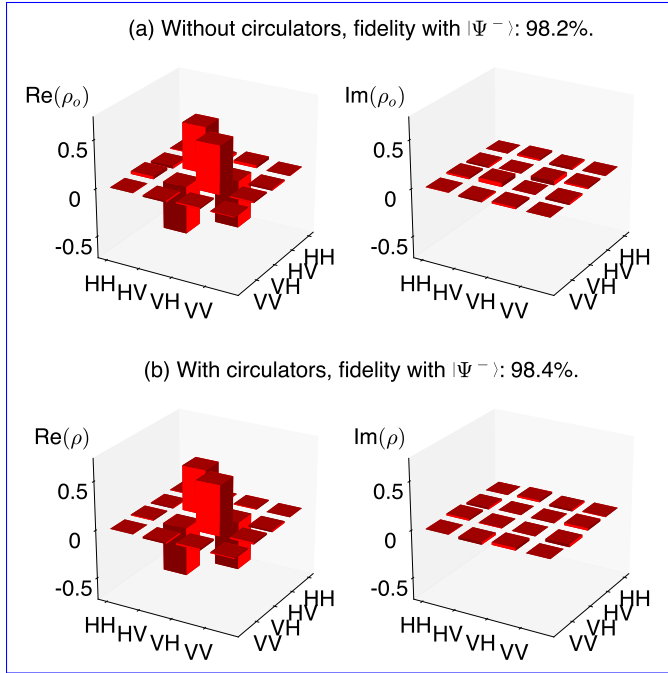 (a) Without circulators, fidelity with |Ψ⁻⟩: 98.2%.
Re(ρₒ)
Im(ρₒ)
0.5
0
-0.5
HH
HV
VH
VV
VV
VH
HV
HH
0.5
0
-0.5
HH
HV
VH
VV
VV
VH
HV
HH
(b) With circulators, fidelity with |Ψ⁻⟩: 98.4%.
Re(ρ)
Im(ρ)
0.5
0
-0.5
HH
HV
VH
VV
VV
VH
HV
HH
0.5
0
-0.5
HH
HV
VH
VV
VV
VH
HV
HH